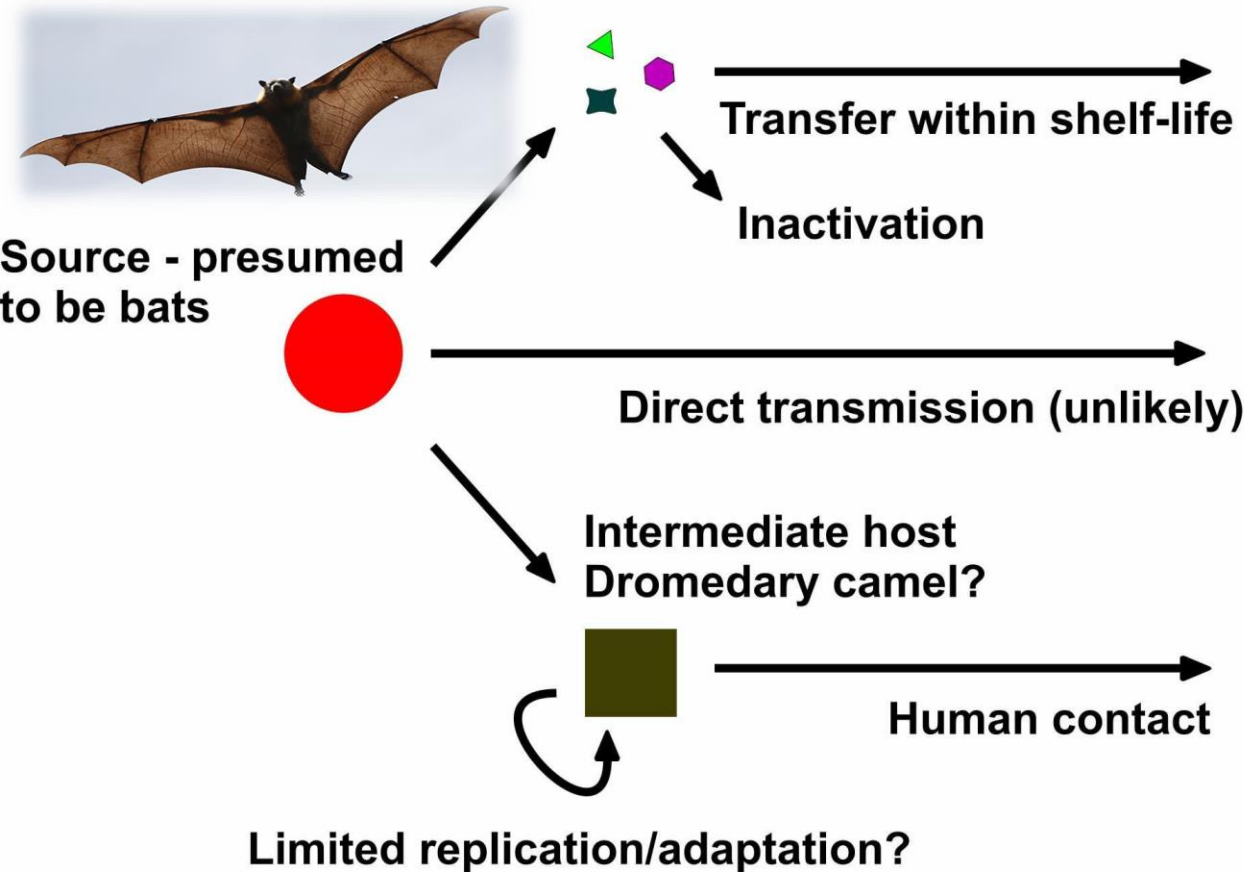 Transfer within shelf-life
Inactivation
Source - presumed
to be bats
Direct transmission (unlikely)
Intermediate host
Dromedary camel?
Human contact
Limited replication/adaptation?